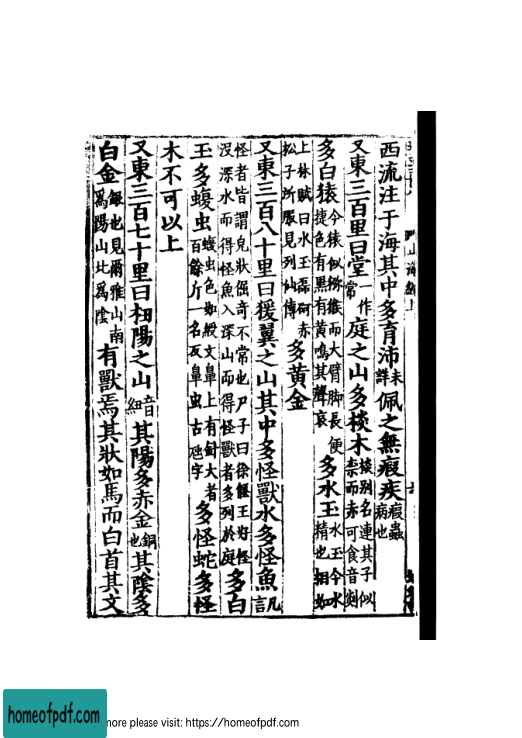 西流注于海其中多育沛未詳佩之無瘕疾瘕蟲病也
又東三百里曰堂一作常庭之山多棪木棪別名連其子似柰而赤可食音剡
多白猿今猿似獼猴而大臂脚長便捷色有黑有黃鳴其聲哀多水玉水玉今水精也相如
上林賦曰水玉磊砢赤松子所服見列仙傳多黃金
又東三百八十里曰猨翼之山其中多怪獸水多怪魚凡言
怪者皆謂皃狀倔奇不常也尸子曰徐偃王好怪沒深水而得怪魚入深山而得怪獸者多列於庭多白
玉多蝮虫蝮虫色如綬文鼻上有針大者百餘斤一名反鼻虫古虺字多怪蛇多怪
木不可以上
又東三百七十里曰杻陽之山音紐其陽多赤金銅也其陰多
白金銀也見爾雅山南為陽山北為陰有獸焉其狀如馬而白首其文
homeofpdf.com
more please visit: https://homeofpdf.com